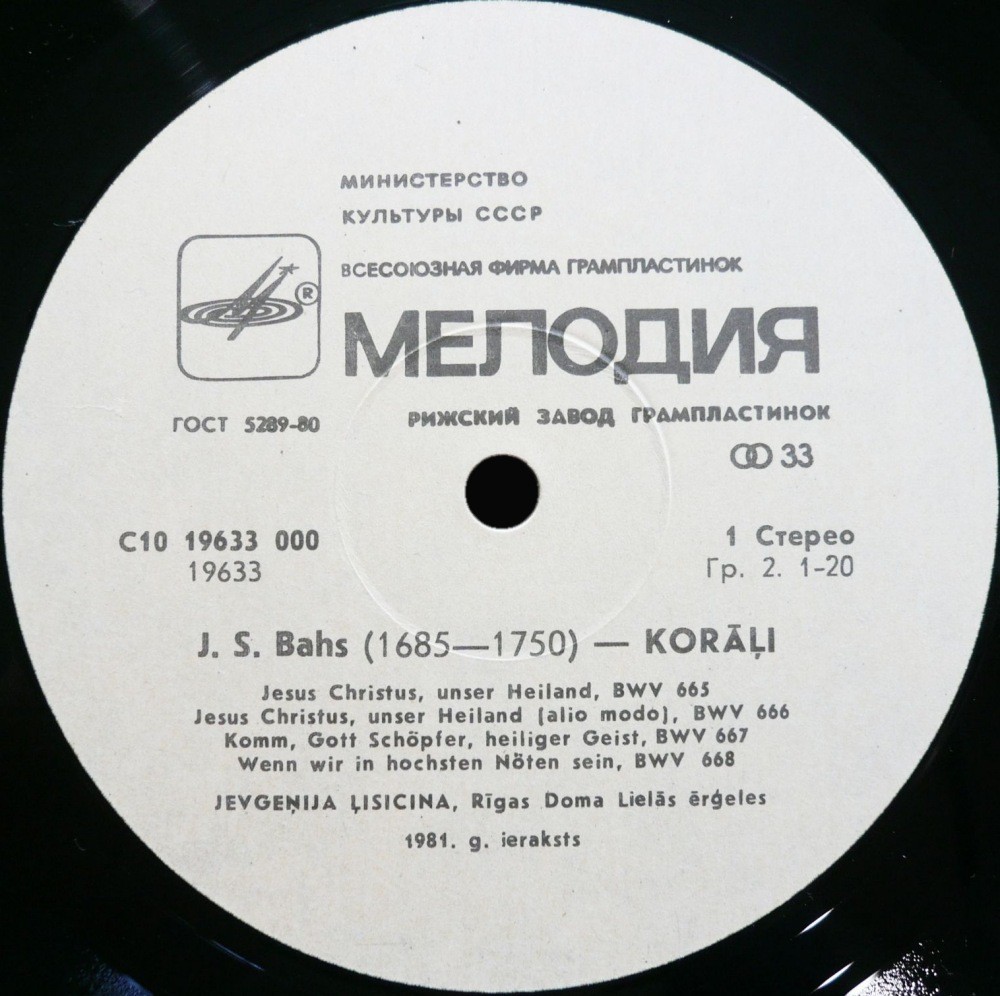 МИНИСТЕРСТВО
КУЛЬТУРЫ СССР
ВСЕСОЮЗНАЯ ФИРМА ГРАМПЛАСТИНОК
®
МЕЛОДИЯ
ГОСТ 5289-80
РИЖСКИЙ ЗАВОД ГРАМПЛАСТИНОК
33
С10 19633 000
1 Стерео
19633
Гр. 2. 1-20
J. S. Bahs (1685—1750) — KORĀĻI
Jesus Christus, unser Heiland, BWV 665
Jesus Christus, unser Heiland (alio modo), BWV 666
Komm, Gott Schöpfer, heiliger Geist, BWV 667
Wenn wir in hochsten Nöten sein, BWV 668
JEVGEŅIJA ĻISICINA, Rīgas Doma Lielās ērģeles
1981. g. ieraksts